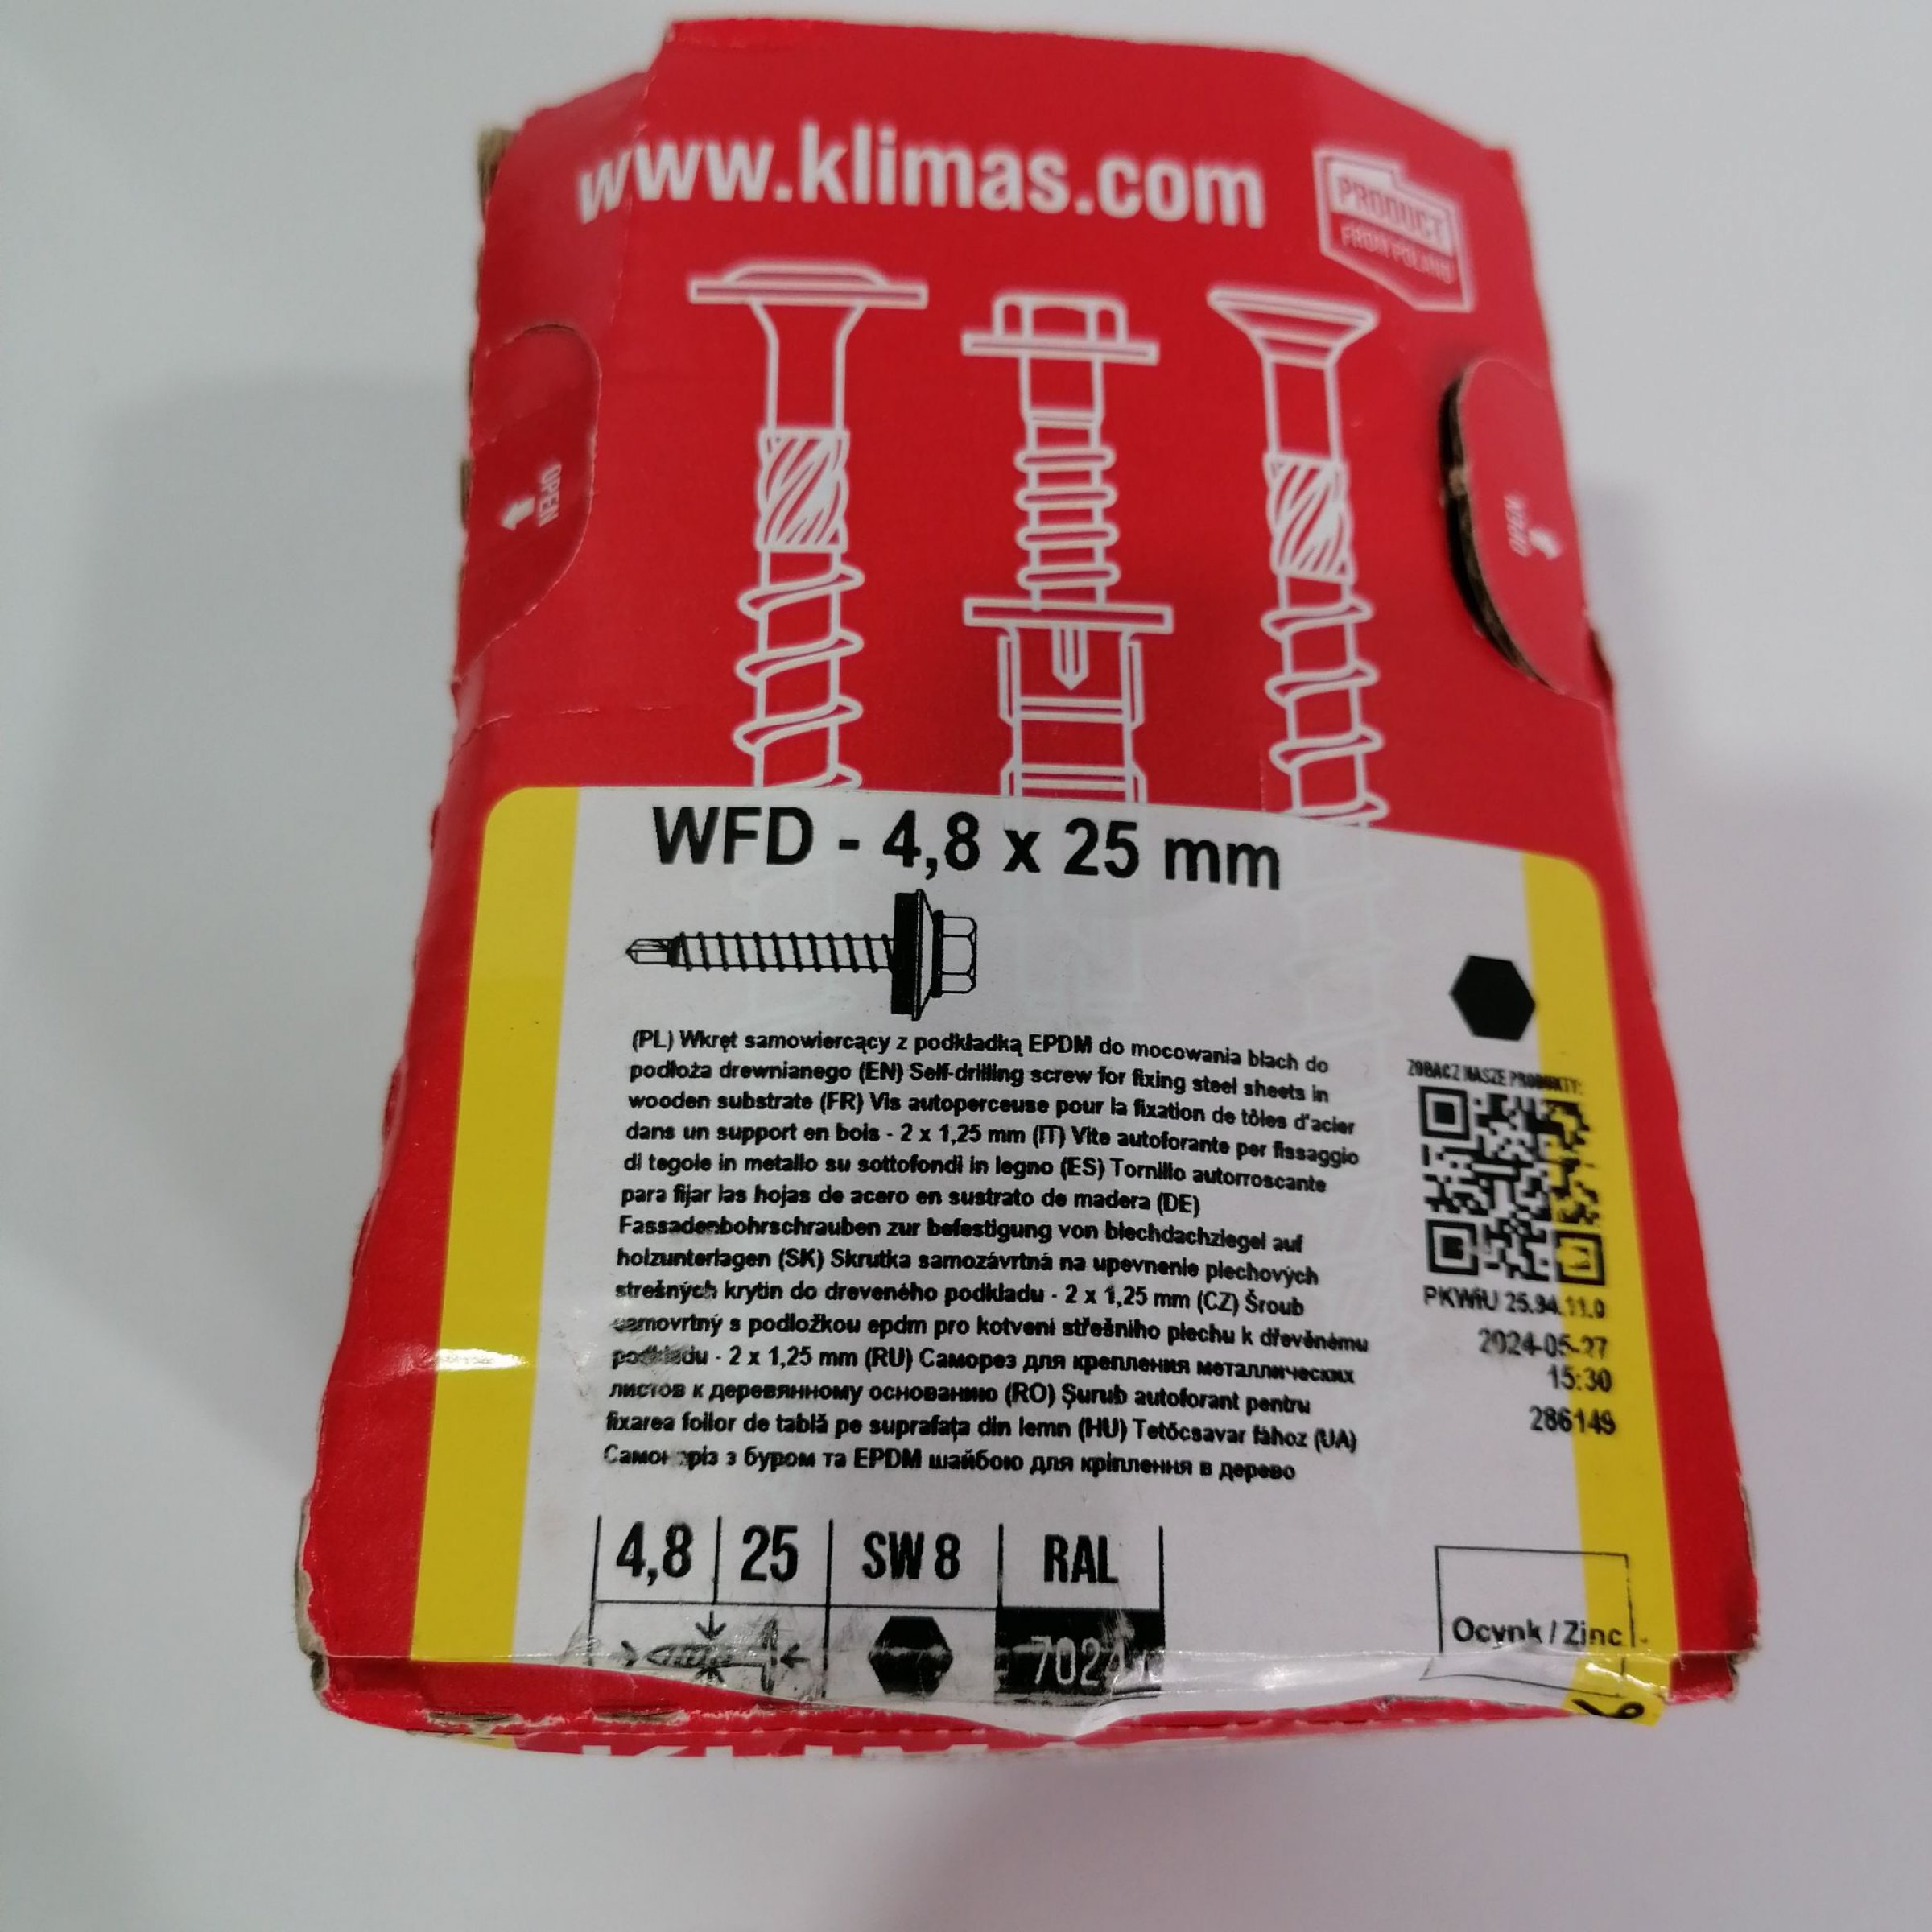 www.klimas.com
PRODUCT
FROM POLAND
OPEN
OPEN
WFD - 4,8 x 25 mm
(PL) Wkręt samowiercący z podkładką EPDM do mocowania blach do
podłoża drewnianego (EN) Self-drilling screw for fixing steel sheets in
wooden substrate (FR) Vis autoperceuse pour la fixation de tôles d'acier
dans un support en bois - 2 x 1,25 mm (IT) Vite autoforante per fissaggio
di tegole in metallo su sottofondi in legno (ES) Tornillo autorroscante
para fijar las hojas de acero en sustrato de madera (DE)
Fassadenbohrschrauben zur befestigung von blechdachziegel auf
holzunterlagen (SK) Skrutka samozávrtná na upevnenie plechových
strešných krytin do dreveného podkladu - 2 x 1,25 mm (CZ) Šroub
samovrtný s podložkou epdm pro kotvení střešního plechu k dřevěnému
podkladu - 2 x 1,25 mm (RU) Саморез для крепления металлических
листов к деревянному основанию (RO) Şurub autoforant pentru
fixarea foilor de tablă pe suprafaţa din lemn (HU) Tetőcsavar fához (UA)
з буром та EPDM шайбою для кріплення в дерево
ZOBACZ NASZE PRODUKTY:
PKWiU 25.94.11.0
2024-05-27
15:30
286149
4,8 25 SW 8 RAL
702
Ocynk / Zinc